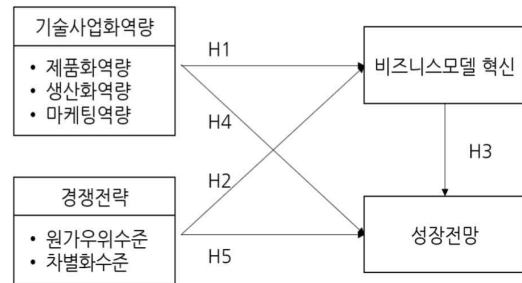 기술사업화역량
• 제품화역량
• 생산화역량
• 마케팅역량
H1
비즈니스모델 혁신
H4
H3
H2
경쟁전략
• 원가우위수준
• 차별화수준
H5
성장전망